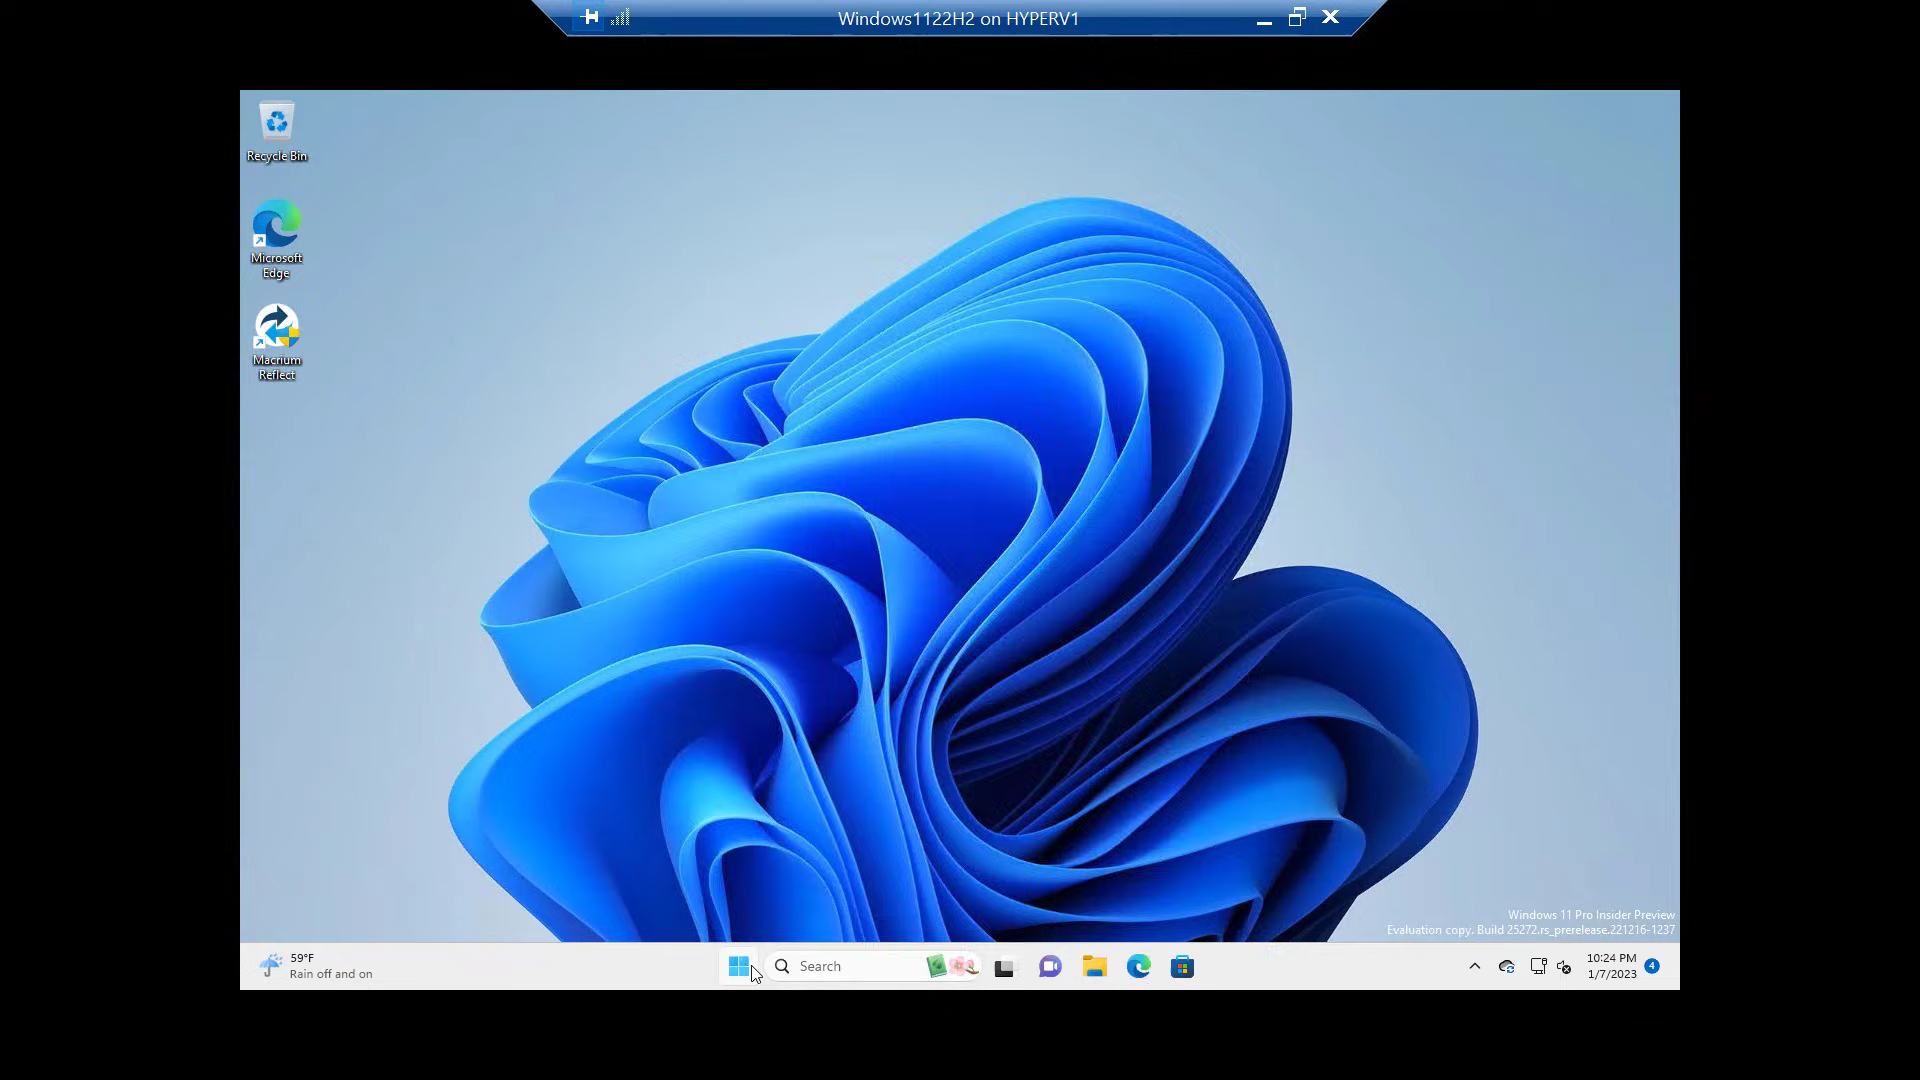 Windows1122H2 on HYPERV1
Recycle Bin
Microsoft
Edge
Macrium
Reflect
Windows 11 Pro Insider Preview
Evaluation copy. Build 25272.rs_prerelease.221216-1237
59°F
Rain off and on
Search
10:24 PM
1/7/2023
4